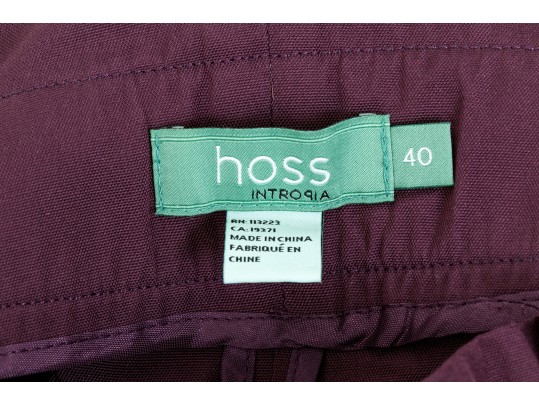 hoss
INTROPIA
40
RN: 113223
CA: 19371
MADE IN CHINA
FABRIQUÉ EN
CHINE